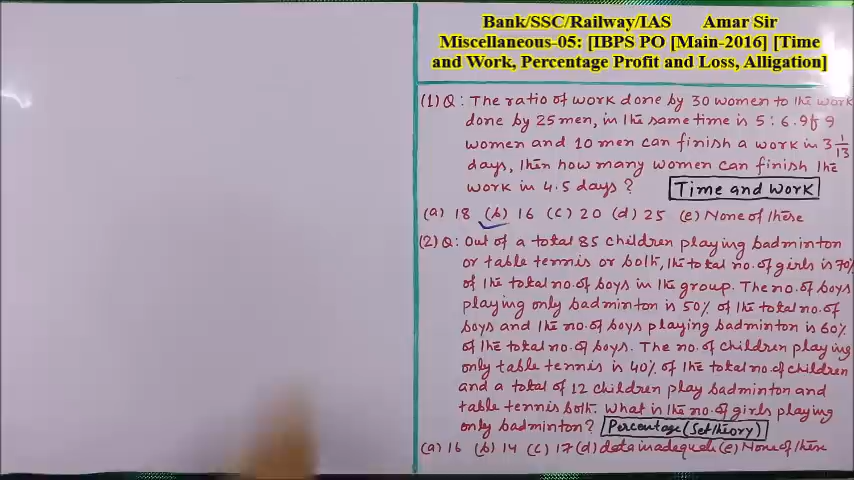 Bank/SSC/Railway/IAS Amar Sir
Miscellaneous-05: [IBPS PO [Main-2016] [Time
and Work, Percentage Profit and Loss, Alligation]
(1) Q: The ratio of work done by 30 women to the work
done by 25 men, in the same time is 5 : 6. If 9
women and 10 men can finish a work in 3 1/13
days, then how many women can finish the
work in 4.5 days? Time and Work
(a) 18 (b) 16 (c) 20 (d) 25 (e) None of these
(2) Q: Out of a total 85 children playing badminton
or table tennis or both, the total no. of girls is 70%
of the total no. of boys in the group. The no. of boys
playing only badminton is 50% of the total no. of
boys and the no. of boys playing badminton is 60%
of the total no. of boys. The no. of children playing
only table tennis is 40% of the total no. of children
and a total of 12 children play badminton and
table tennis both. What is the no. of girls playing
only badminton? Percentage (Set theory)
(a) 16 (b) 14 (c) 17 (d) data inadequate (e) None of these